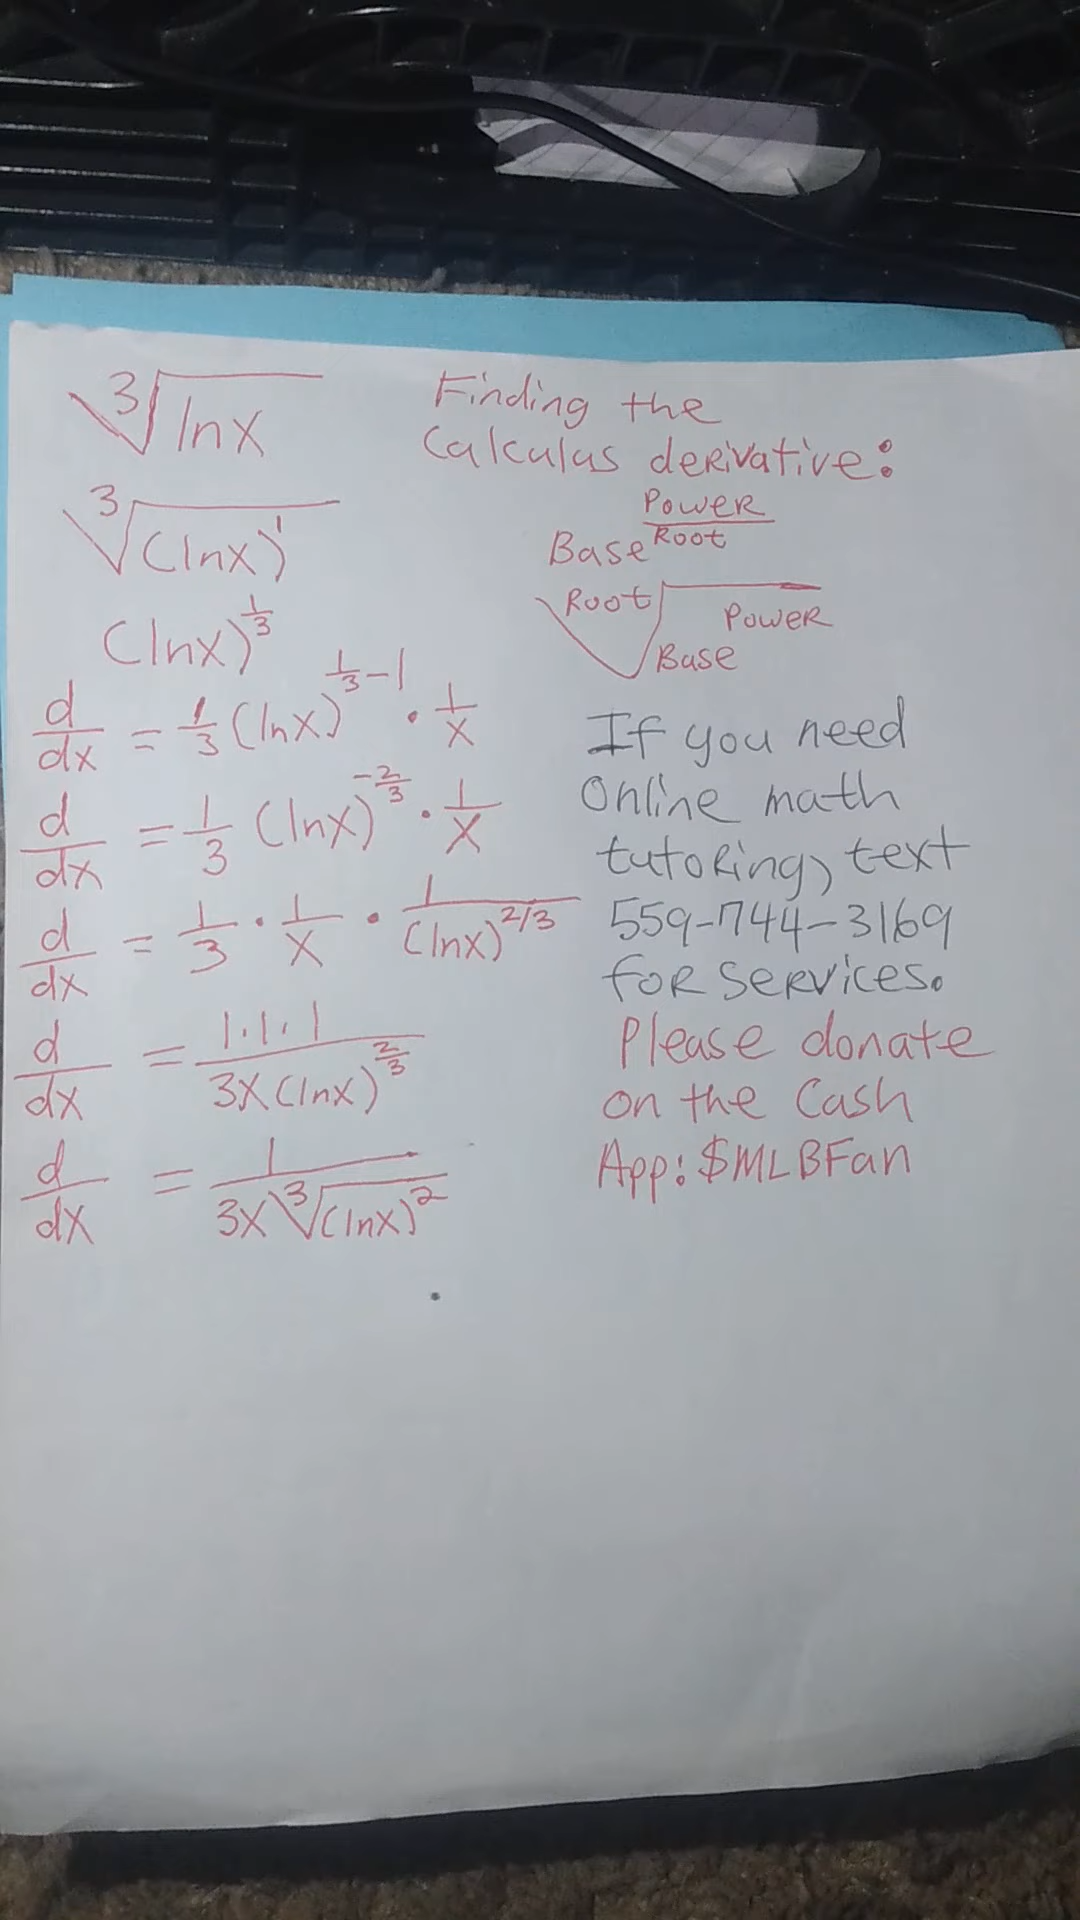 ∛lnx
∛(lnx)¹
(lnx)^(1/3)
d/dx = 1/3 (lnx)^(1/3-1) · 1/x
d/dx = 1/3 (lnx)^(-2/3) · 1/x
d/dx = 1/3 · 1/x · 1/(lnx)^(2/3)
d/dx = 1·1·1/3x(lnx)^(2/3)
d/dx = 1/3x∛(lnx)²
Finding the
Calculus derivative:
Base Power/Root
Root√Base Power
If you need
online math
tutoring, text
559-744-3169
for services.
Please donate
on the Cash
App: $MLBFan